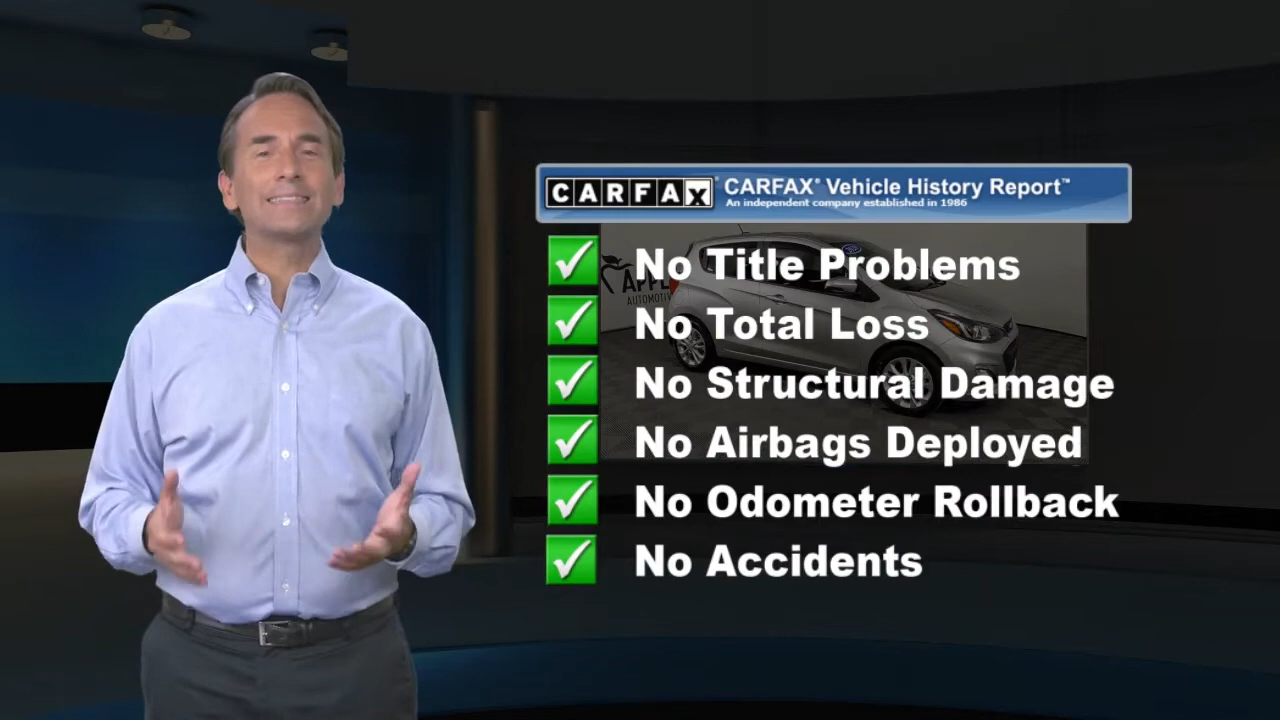 CARFAX® CARFAX® Vehicle History Report™
An independent company established in 1986
No Title Problems
No Total Loss
No Structural Damage
No Airbags Deployed
No Odometer Rollback
No Accidents
AUTOMOTIVE